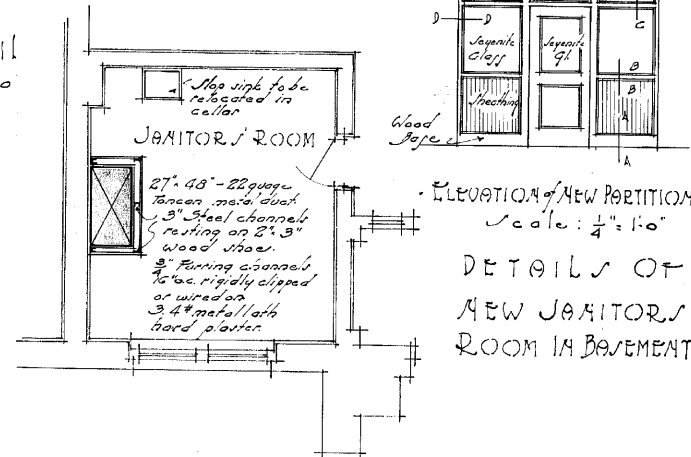 Slop sink to be
relocated in
cellar
JANITORS' ROOM
27" x 48" - 22 guage
Toncan metal duct
3" Steel channels
resting on 2" x 3"
wood shoe.
3/4" Furring channels
16" o.c. rigidly clipped
or wired on
3.4# metal lath
hard plaster
D D
C
Seyenite
Glass
Seyenite
Gl.
B
B
Sheathing
A
A
Wood
Base
ELEVATION of NEW PARTITION
Scale: 1/4" = 1'-0"
DETAILS OF
NEW JANITORS
ROOM IN BASEMENT